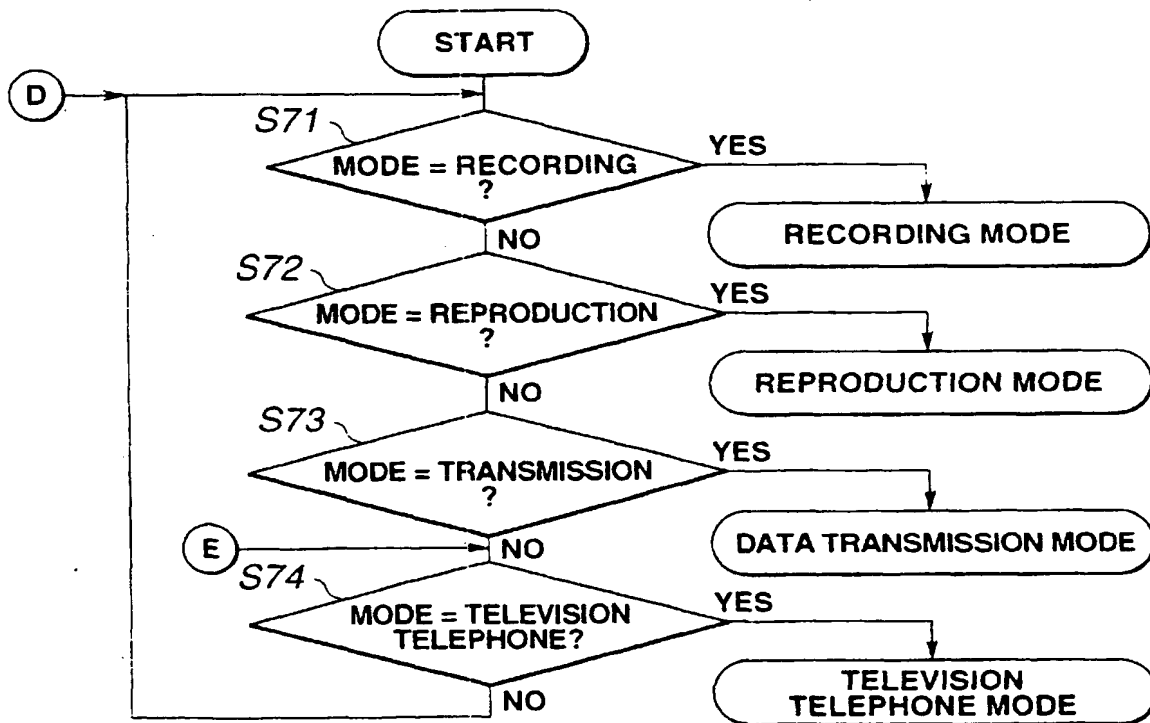 START
D
S71
MODE = RECORDING
?
YES
RECORDING MODE
NO
S72
MODE = REPRODUCTION
?
YES
REPRODUCTION MODE
NO
S73
MODE = TRANSMISSION
?
YES
DATA TRANSMISSION MODE
NO
E
S74
MODE = TELEVISION
TELEPHONE?
YES
TELEVISION
TELEPHONE MODE
NO